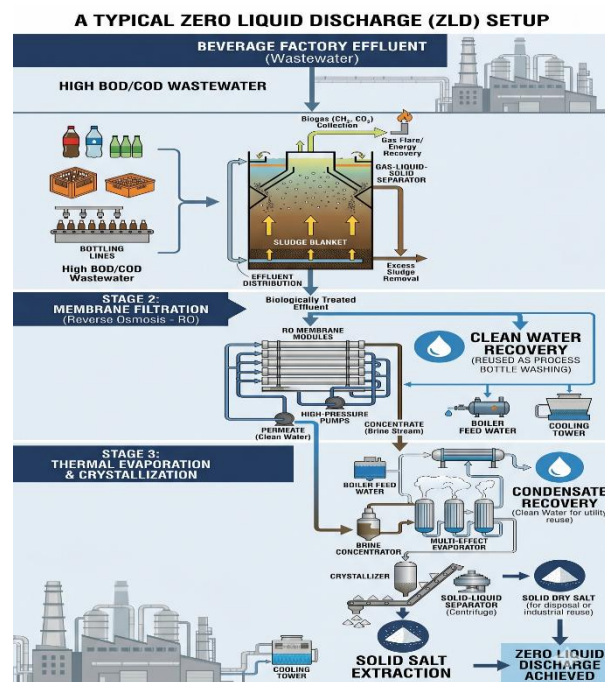 A TYPICAL ZERO LIQUID DISCHARGE (ZLD) SETUP
BEVERAGE FACTORY EFFLUENT
(Wastewater)
HIGH BOD/COD WASTEWATER
Biogas (CH₄, CO₂)
Collection
Gas Flare/
Energy
Recovery
GAS-LIQUID-
SOLID
SEPARATOR
BOTTLING
LINES
High BOD/COD
Wastewater
SLUDGE BLANKET
EFFLUENT
DISTRIBUTION
Excess
Sludge
Removal
Biologically Treated
Effluent
STAGE 2:
MEMBRANE FILTRATION
(Reverse Osmosis - RO)
RO MEMBRANE
MODULES
CLEAN WATER
RECOVERY
(REUSED AS PROCESS
BOTTLE WASHING)
HIGH-PRESSURE
PUMPS
PERMEATE
(Clean Water)
CONCENTRATE
(Brine Stream)
BOILER
FEED WATER
COOLING
TOWER
STAGE 3:
THERMAL EVAPORATION
& CRYSTALLIZATION
BOILER FEED
WATER
CONDENSATE
RECOVERY
(Clean Water for utility
reuse)
BRINE
CONCENTRATOR
MULTI-EFFECT
EVAPORATOR
CRYSTALLIZER
SOLID-LIQUID
SEPARATOR
(Centrifuge)
SOLID DRY SALT
(for disposal or
industrial reuse)
COOLING
TOWER
SOLID SALT
EXTRACTION
ZERO LIQUID
DISCHARGE
ACHIEVED